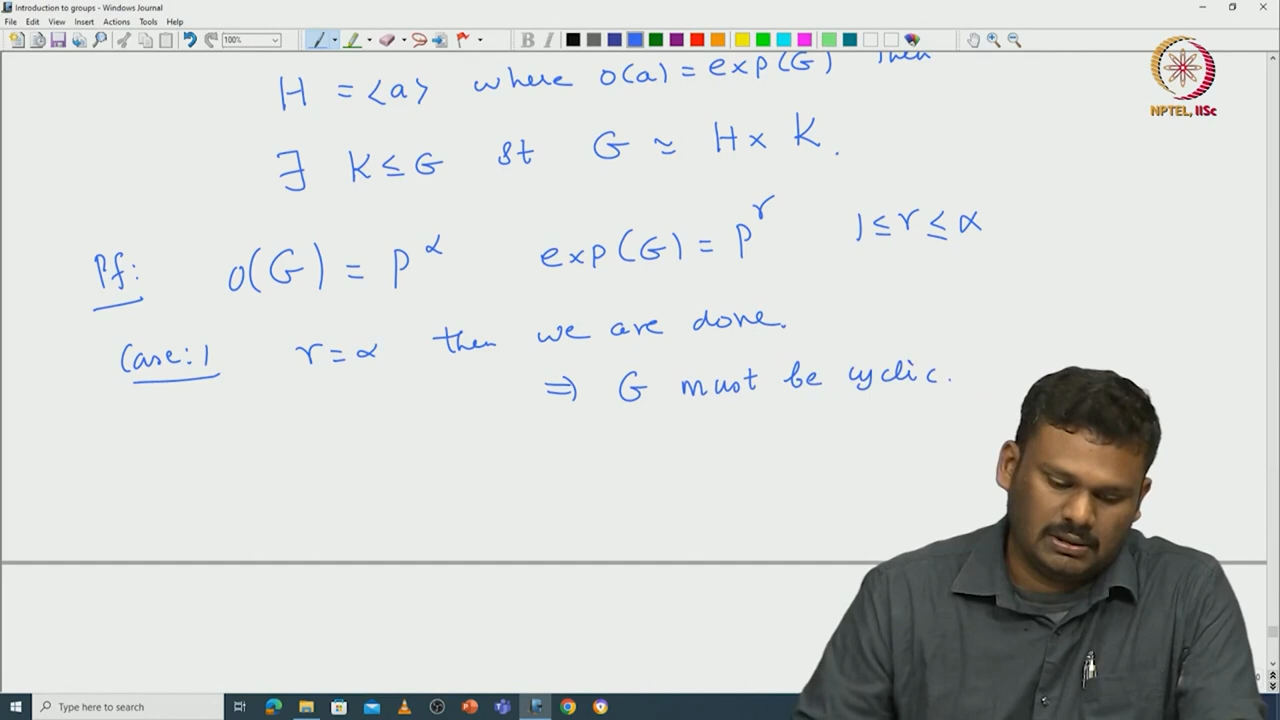 Introduction to groups - Windows Journal
File Edit View Insert Actions Tools Help
100%
B I
H = <a> where o(a) = exp(G) Then
∃ K ≤ G st G ≃ H × K.
Pf: o(G) = p^α exp(G) = p^r 1 ≤ r ≤ α
Case: 1 r = α then we are done.
⇒ G must be cyclic.
NPTEL, IISc
Type here to search